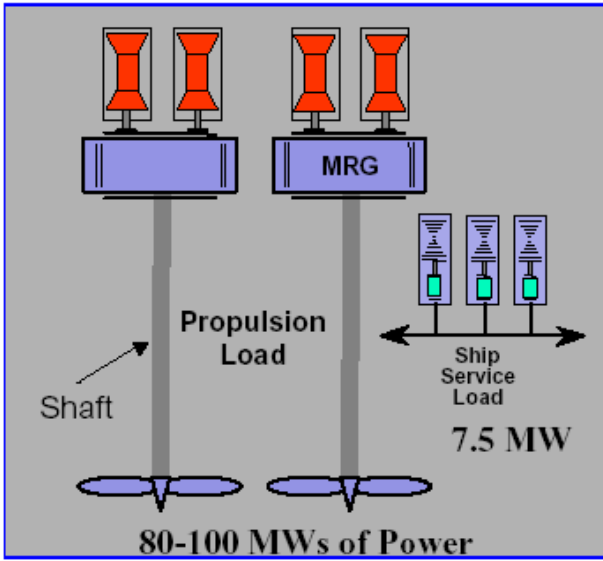 MRG
Propulsion
Load
Shaft
Ship
Service
Load
7.5 MW
80-100 MWs of Power